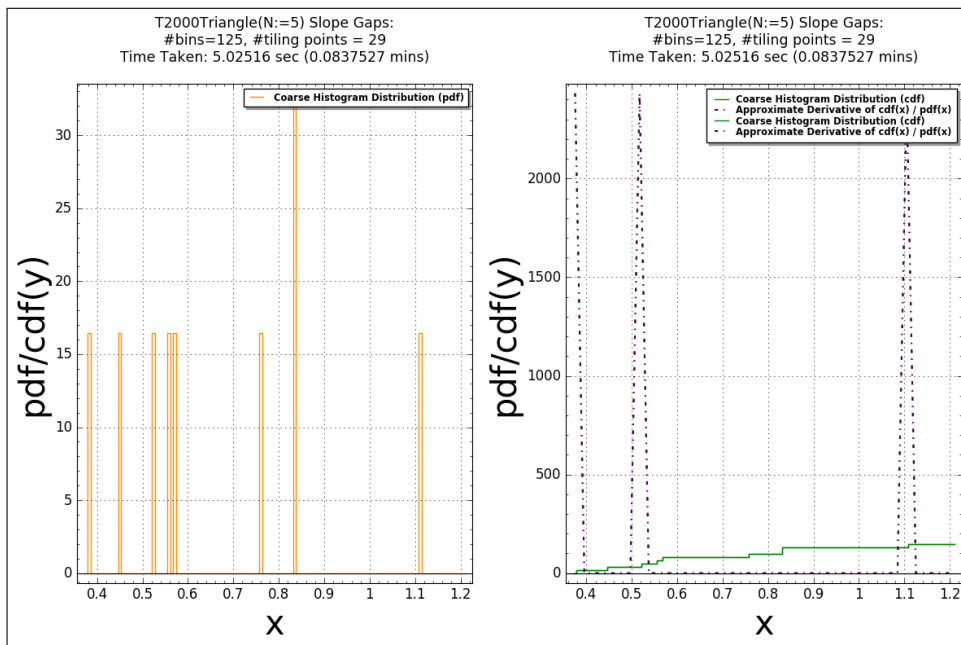 T2000Triangle(N:=5) Slope Gaps:
#bins=125, #tiling points = 29
Time Taken: 5.02516 sec (0.0837527 mins)
Coarse Histogram Distribution (pdf)
pdf/cdf(y)
30
25
20
15
10
5
0
0.4 0.5 0.6 0.7 0.8 0.9 1 1.1 1.2
x
T2000Triangle(N:=5) Slope Gaps:
#bins=125, #tiling points = 29
Time Taken: 5.02516 sec (0.0837527 mins)
Coarse Histogram Distribution (cdf)
Approximate Derivative of cdf(x) / pdf(x)
Coarse Histogram Distribution (cdf)
Approximate Derivative of cdf(x) / pdf(x)
pdf/cdf(y)
2000
1500
1000
500
0
0.4 0.5 0.6 0.7 0.8 0.9 1 1.1 1.2
x